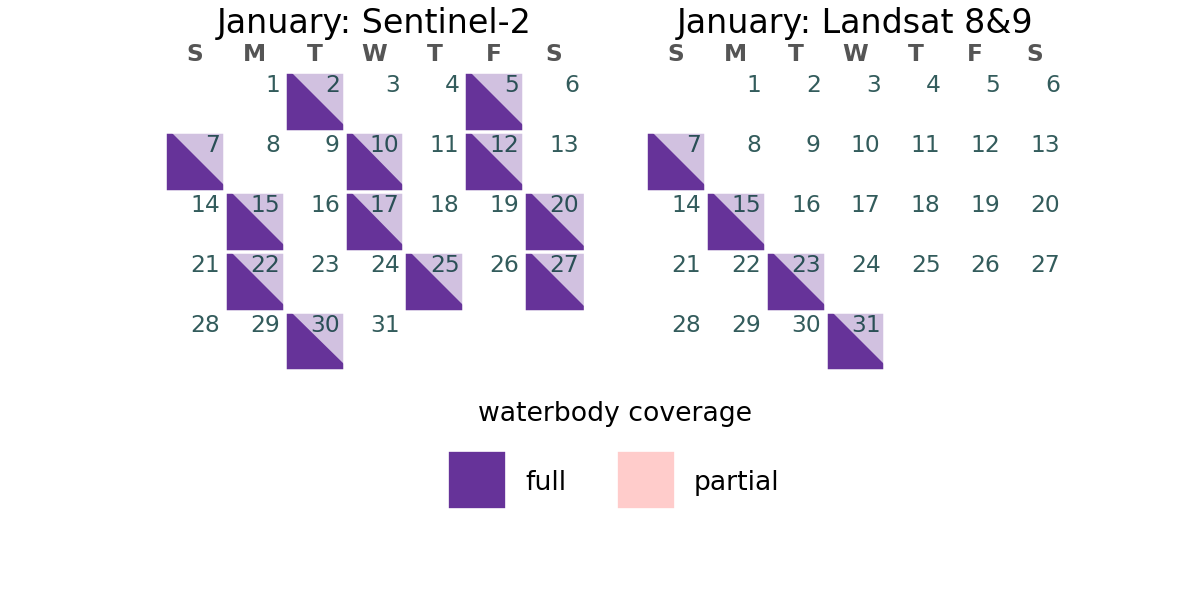 January: Sentinel-2
S M T W T F S
1 2 3 4 5 6
7 8 9 10 11 12 13
14 15 16 17 18 19 20
21 22 23 24 25 26 27
28 29 30 31
January: Landsat 8&9
S M T W T F S
1 2 3 4 5 6
7 8 9 10 11 12 13
14 15 16 17 18 19 20
21 22 23 24 25 26 27
28 29 30 31
waterbody coverage
full partial